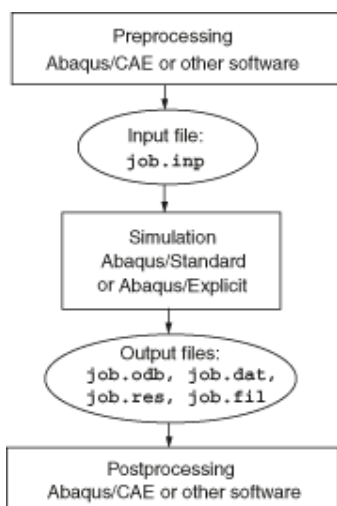 Preprocessing
Abaqus/CAE or other software
Input file:
job.inp
Simulation
Abaqus/Standard
or Abaqus/Explicit
Output files:
job.odb, job.dat,
job.res, job.fil
Postprocessing
Abaqus/CAE or other software